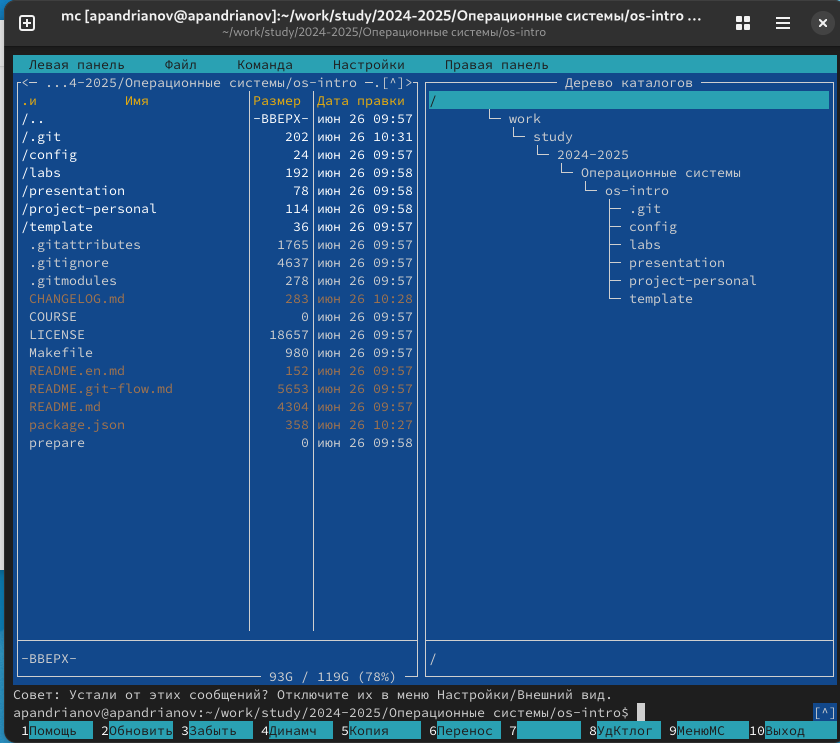 mc [apandrianov@apandrianov]:~/work/study/2024-2025/Операционные системы/os-intro ...
~/work/study/2024-2025/Операционные системы/os-intro
Левая панель Файл Команда Настройки Правая панель
<— ...4-2025/Операционные системы/os-intro —.[^]>
.и Имя Размер Дата правки
/.. -ВВЕРХ- июн 26 09:57
/.git 202 июн 26 10:31
/config 24 июн 26 09:57
/labs 192 июн 26 09:58
/presentation 78 июн 26 09:58
/project-personal 114 июн 26 09:58
/template 36 июн 26 09:57
.gitattributes 1765 июн 26 09:57
.gitignore 4637 июн 26 09:57
.gitmodules 278 июн 26 09:57
CHANGELOG.md 283 июн 26 10:28
COURSE 0 июн 26 09:57
LICENSE 18657 июн 26 09:57
Makefile 980 июн 26 09:57
README.en.md 152 июн 26 09:57
README.git-flow.md 5653 июн 26 09:57
README.md 4304 июн 26 09:57
package.json 358 июн 26 10:27
prepare 0 июн 26 09:58
-ВВЕРХ-
93G / 119G (78%)
Дерево каталогов
/
work
study
2024-2025
Операционные системы
os-intro
.git
config
labs
presentation
project-personal
template
/
Совет: Устали от этих сообщений? Отключите их в меню Настройки/Внешний вид.
apandrianov@apandrianov:~/work/study/2024-2025/Операционные системы/os-intro$ [^]
1Помощь 2Обновить 3Забыть 4Динамч 5Копия 6Перенос 7 8УдКтлог 9МенюМС 10Выход